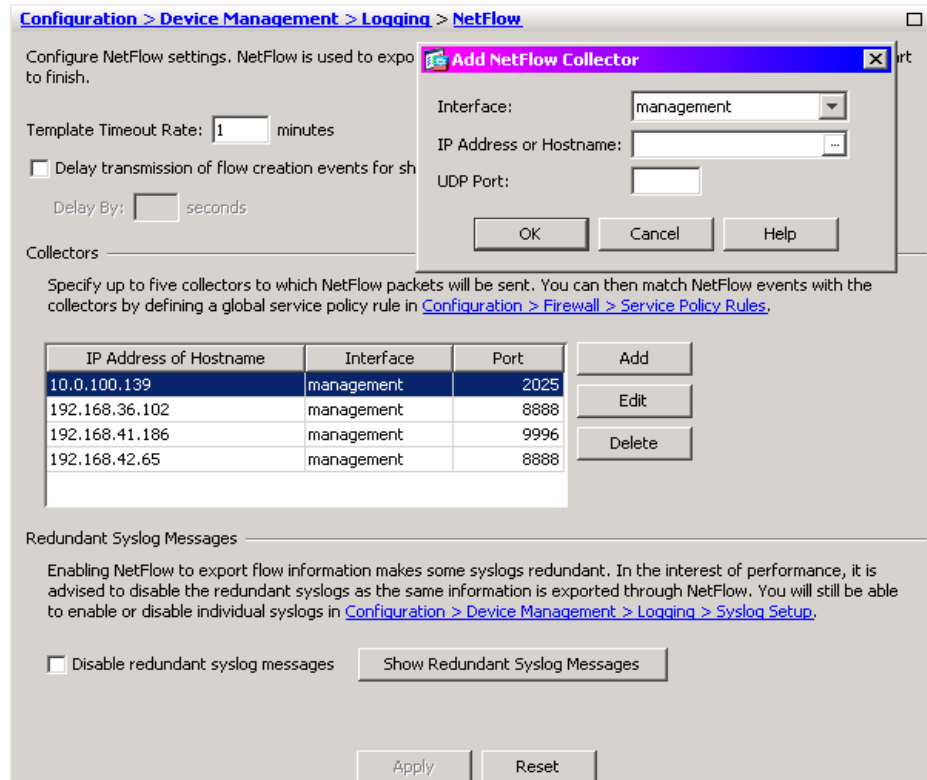 Configuration > Device Management > Logging > NetFlow
Configure NetFlow settings. NetFlow is used to expo
rt
to finish.
Add NetFlow Collector
Interface:
management
IP Address or Hostname:
...
UDP Port:
OK
Cancel
Help
Template Timeout Rate: 1 minutes
Delay transmission of flow creation events for sh
Delay By: seconds
Collectors
Specify up to five collectors to which NetFlow packets will be sent. You can then match NetFlow events with the
collectors by defining a global service policy rule in Configuration > Firewall > Service Policy Rules.
IP Address of Hostname Interface Port
10.0.100.139 management 2025
192.168.36.102 management 8888
192.168.41.186 management 9996
192.168.42.65 management 8888
Add
Edit
Delete
Redundant Syslog Messages
Enabling NetFlow to export flow information makes some syslogs redundant. In the interest of performance, it is
advised to disable the redundant syslogs as the same information is exported through NetFlow. You will still be able
to enable or disable individual syslogs in Configuration > Device Management > Logging > Syslog Setup.
Disable redundant syslog messages
Show Redundant Syslog Messages
Apply
Reset